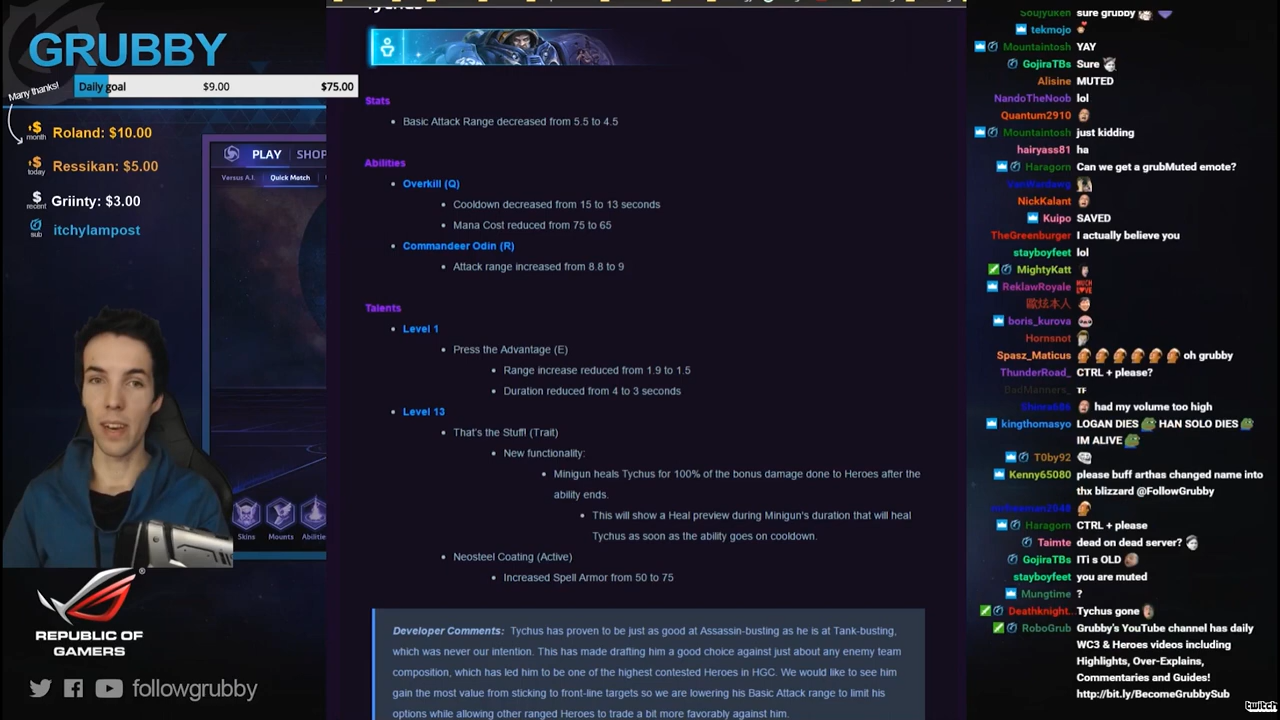 GRUBBY
Many thanks!
Daily goal $9.00 $75.00
$ month Roland: $10.00
$ today Ressikan: $5.00
$ recent Griinty: $3.00
sub itchylampost
PLAY SHOP
Versus A.I. Quick Match
Skins Mounts Abilitie
REPUBLIC OF
GAMERS
followgrubby
Tychus
Stats
Basic Attack Range decreased from 5.5 to 4.5
Abilities
Overkill (Q)
Cooldown decreased from 15 to 13 seconds
Mana Cost reduced from 75 to 65
Commandeer Odin (R)
Attack range increased from 8.8 to 9
Talents
Level 1
Press the Advantage (E)
Range increase reduced from 1.9 to 1.5
Duration reduced from 4 to 3 seconds
Level 13
That's the Stuff! (Trait)
New functionality:
Minigun heals Tychus for 100% of the bonus damage done to Heroes after the
ability ends.
This will show a Heal preview during Minigun's duration that will heal
Tychus as soon as the ability goes on cooldown.
Neosteel Coating (Active)
Increased Spell Armor from 50 to 75
Developer Comments: Tychus has proven to be just as good at Assassin-busting as he is at Tank-busting,
which was never our intention. This has made drafting him a good choice against just about any enemy team
composition, which has led him to be one of the highest contested Heroes in HGC. We would like to see him
gain the most value from sticking to front-line targets so we are lowering his Basic Attack range to limit his
options while allowing other ranged Heroes to trade a bit more favorably against him.
Soujyuken sure grubby
tekmojo
Mountaintosh YAY
GojiraTBs Sure
Alisine MUTED
NandoTheNoob lol
Quantum2910
Mountaintosh just kidding
hairyass81 ha
Haragorn Can we get a grubMuted emote?
NickKalant
Kuipo SAVED
TheGreenburger I actually believe you
stayboyfeet lol
MightyKatt
ReklawRoyale MUCH LOVE
歐炫本人
boris_kurova
Hornsnot
Spasz_Maticus oh grubby
ThunderRoad_ CTRL + please?
BadManners_ TF
Showa686 had my volume too high
kingthomasyo LOGAN DIES HAN SOLO DIES
IM ALIVE
T0by92
Kenny65080 please buff arthas changed name into
thx blizzard @FollowGrubby
Haragorn CTRL + please
Taimte dead on dead server?
GojiraTBs ITi s OLD
stayboyfeet you are muted
Mungtime ?
Deathknight... Tychus gone
RoboGrub Grubby's YouTube channel has daily
WC3 & Heroes videos including
Highlights, Over-Explains,
Commentaries and Guides!
http://bit.ly/BecomeGrubbySub
twitch